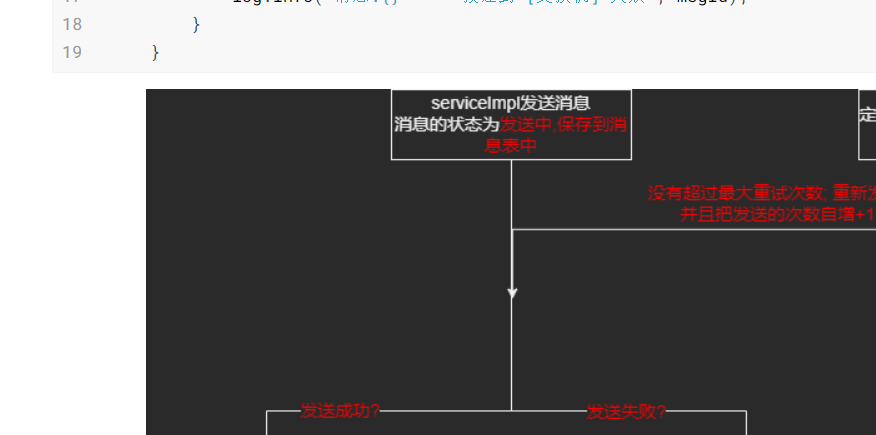 18 }
19 }
serviceImpl发送消息
消息的状态为发送中,保存到消
息表中
定
没有超过最大重试次数; 重新发
并且把发送的次数自增+1
发送成功?
发送失败?